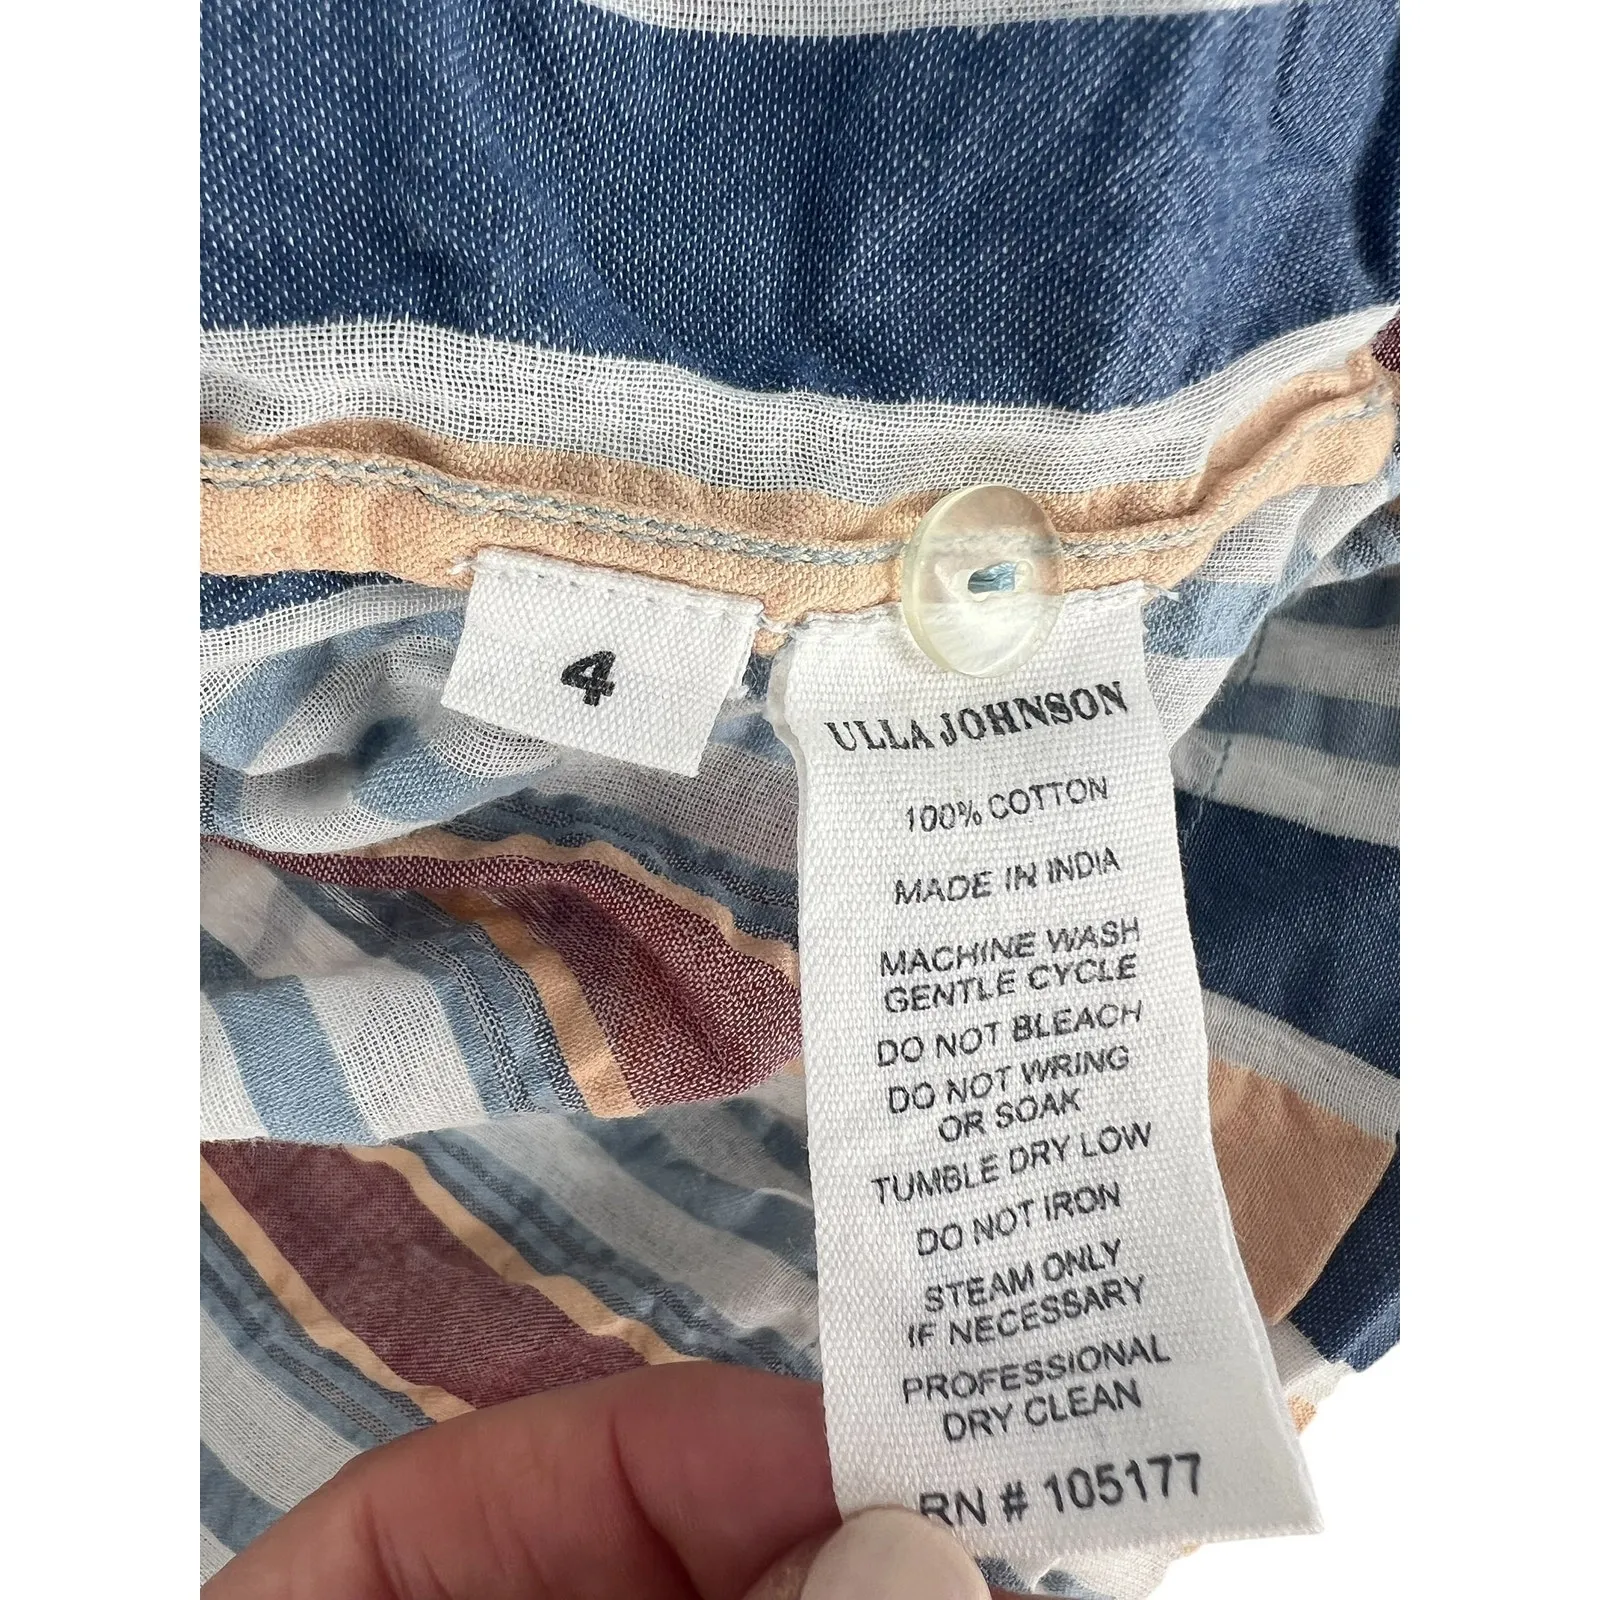 4
ULLA JOHNSON
100% COTTON
MADE IN INDIA
MACHINE WASH
GENTLE CYCLE
DO NOT BLEACH
DO NOT WRING
OR SOAK
TUMBLE DRY LOW
DO NOT IRON
STEAM ONLY
IF NECESSARY
PROFESSIONAL
DRY CLEAN
RN # 105177